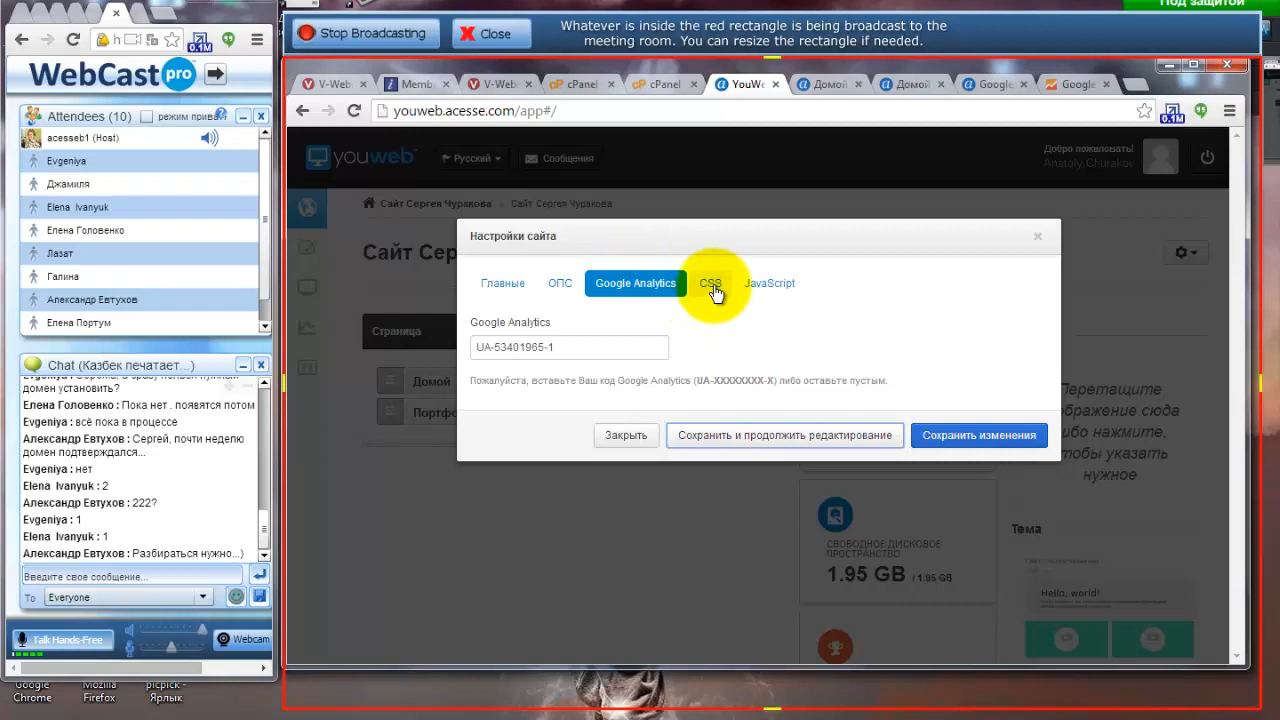 Под защитой
Stop Broadcasting
Close
Whatever is inside the red rectangle is being broadcast to the
meeting room. You can resize the rectangle if needed.
0.1M
WebCast pro
Attendees (10)
режим прива
acesseb1 (Host)
Evgeniya
Джамиля
Elena Ivanyuk
Елена Головенко
Лазат
Галина
Александр Евтухов
Елена Портум
Chat (Казбек печатает...)
домен установить?
Елена Головенко : Пока нет . появятся потом
Evgeniya : всё пока в процессе
Александр Евтухов : Сергей, почти неделю
домен подтверждался...
Evgeniya : нет
Elena Ivanyuk : 2
Александр Евтухов : 222?
Evgeniya : 1
Elena Ivanyuk : 1
Александр Евтухов : Разбираться нужно...)
Введите свое сообщение...
To Everyone
Talk Hands-Free
Webcam
Google
Chrome
Mozilla
Firefox
picpick -
Ярлык
V-Web
Memb
V-Web
cPanel
cPanel
YouWe
Домой
Домой
Google
Google
youweb.acesse.com/app#/
0.1M
youweb
Русский
Сообщения
Добро пожаловать!
Anatoly Churakov
Сайт Сергея Чуракова
Сайт Сергея Чуракова
Сайт Сер
Настройки сайта
Главные
ОПС
Google Analytics
CSS
JavaScript
Google Analytics
UA-53401965-1
Пожалуйста, вставьте Ваш код Google Analytics (UA-XXXXXXXX-X) либо оставьте пустым.
Закрыть
Сохранить и продолжить редактирование
Сохранить изменения
Страница
Домой
Портфо
Перетащите
ображение сюда
ибо нажмите,
тобы указать
нужное
СВОБОДНОЕ ДИСКОВОЕ
ПРОСТРАНСТВО
1.95 GB / 1.95 GB
Тема
Hello, world!